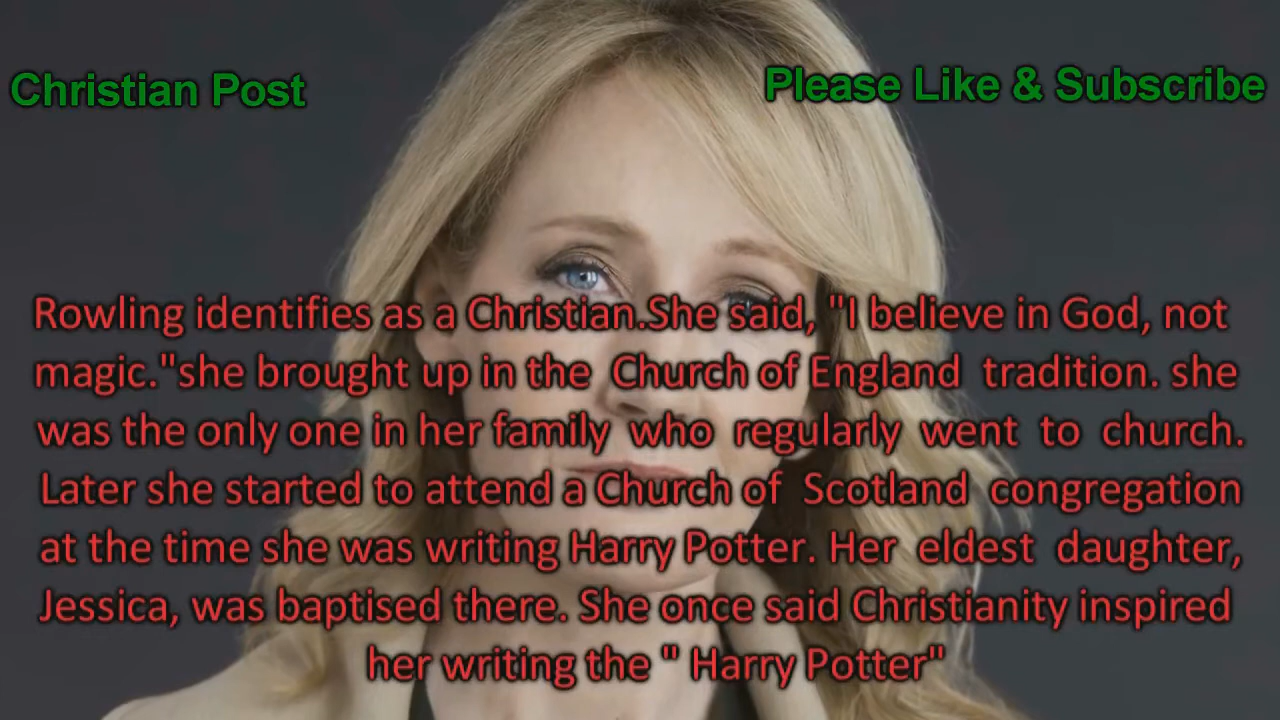 Christian Post
Please Like & Subscribe
Rowling identifies as a Christian.She said, "I believe in God, not
magic."she brought up in the Church of England tradition. she
was the only one in her family who regularly went to church.
Later she started to attend a Church of Scotland congregation
at the time she was writing Harry Potter. Her eldest daughter,
Jessica, was baptised there. She once said Christianity inspired
her writing the " Harry Potter"